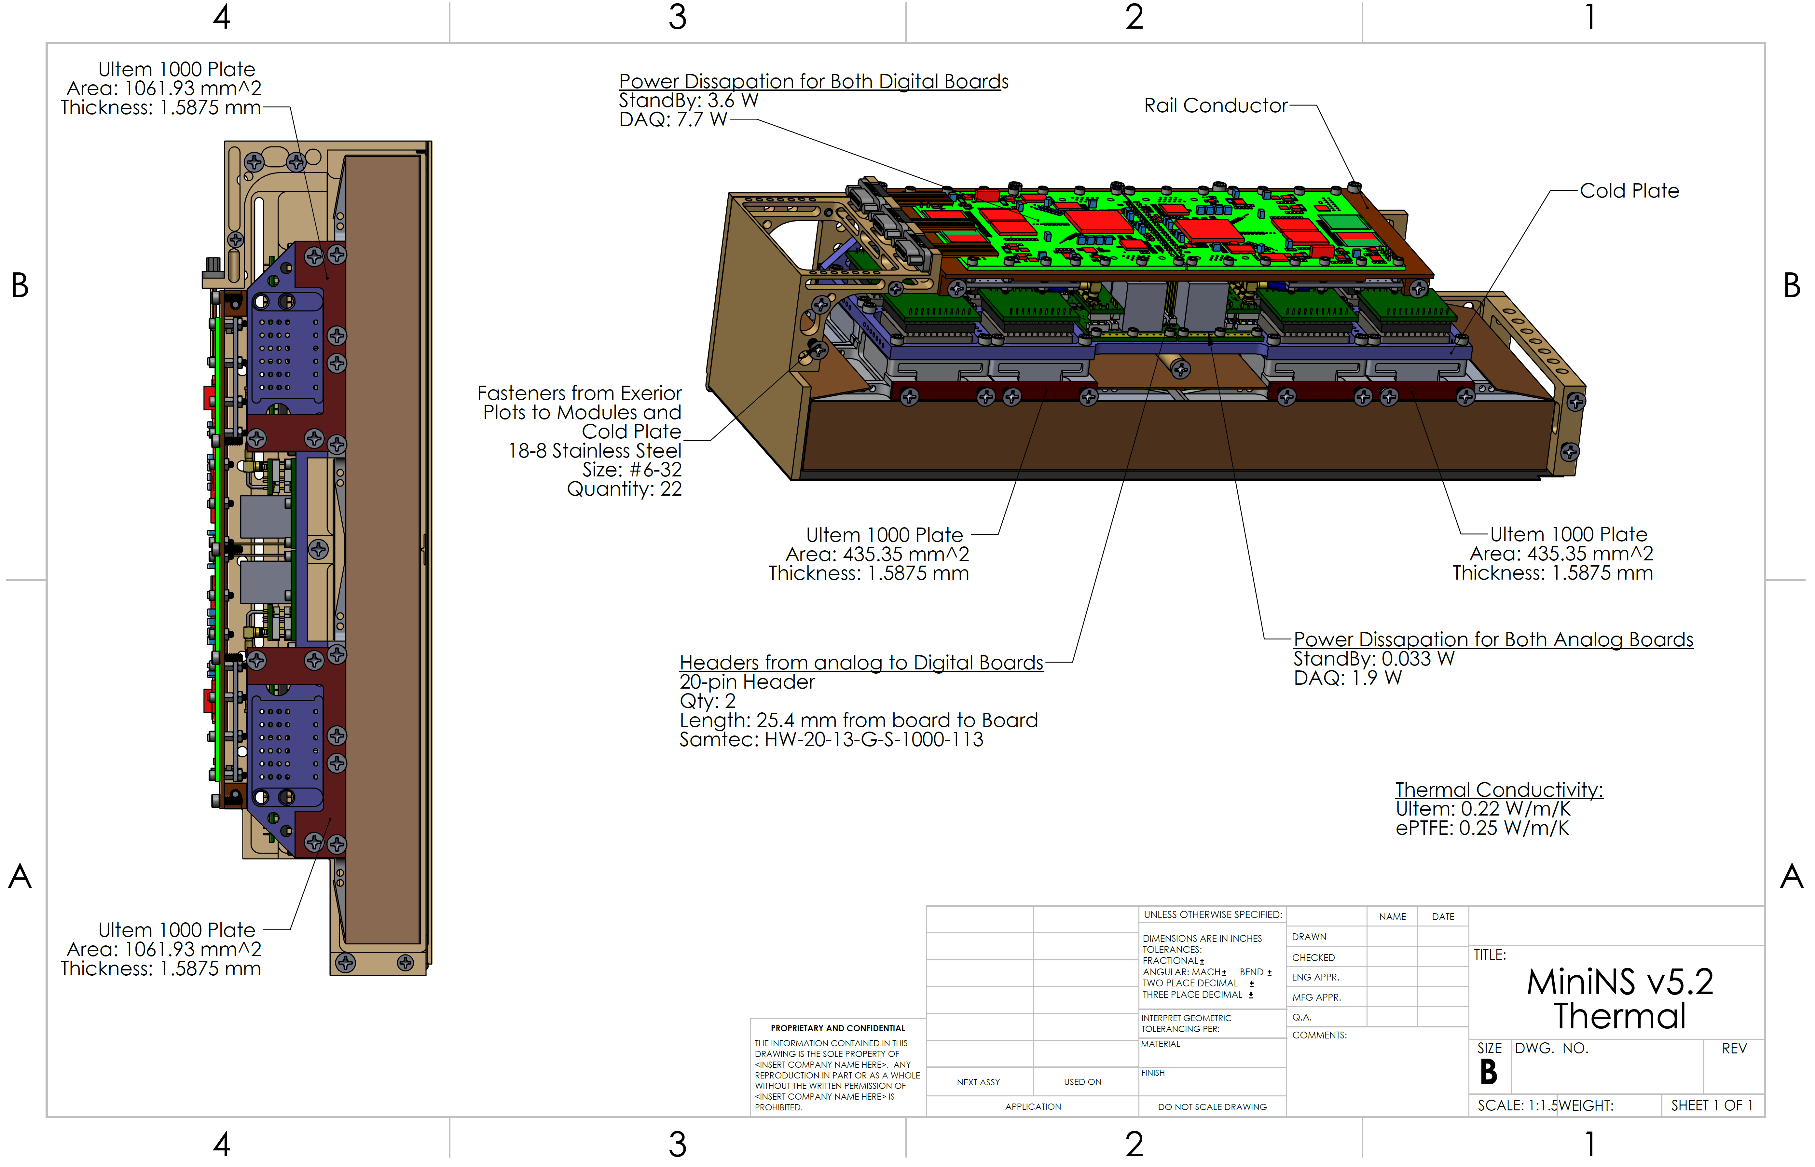 4
3
2
1
Ultem 1000 Plate
Area: 1061.93 mm^2
Thickness: 1.5875 mm
Power Dissapation for Both Digital Boards
StandBy: 3.6 W
DAQ: 7.7 W
Rail Conductor
Cold Plate
B
B
Fasteners from Exerior
Plots to Modules and
Cold Plate
18-8 Stainless Steel
Size: #6-32
Quantity: 22
Ultem 1000 Plate
Area: 435.35 mm^2
Thickness: 1.5875 mm
Ultem 1000 Plate
Area: 435.35 mm^2
Thickness: 1.5875 mm
Headers from analog to Digital Boards
20-pin Header
Qty: 2
Length: 25.4 mm from board to Board
Samtec: HW-20-13-G-S-1000-113
Power Dissapation for Both Analog Boards
StandBy: 0.033 W
DAQ: 1.9 W
Thermal Conductivity:
Ultem: 0.22 W/m/K
ePTFE: 0.25 W/m/K
A
A
Ultem 1000 Plate
Area: 1061.93 mm^2
Thickness: 1.5875 mm
PROPRIETARY AND CONFIDENTIAL
THE INFORMATION CONTAINED IN THIS
DRAWING IS THE SOLE PROPERTY OF
<INSERT COMPANY NAME HERE>. ANY
REPRODUCTION IN PART OR AS A WHOLE
WITHOUT THE WRITTEN PERMISSION OF
<INSERT COMPANY NAME HERE> IS
PROHIBITED.
NEXT ASSY
USED ON
APPLICATION
UNLESS OTHERWISE SPECIFIED:
DIMENSIONS ARE IN INCHES
TOLERANCES:
FRACTIONAL±
ANGULAR: MACH± BEND ±
TWO PLACE DECIMAL ±
THREE PLACE DECIMAL ±
INTERPRET GEOMETRIC
TOLERANCING PER:
MATERIAL
FINISH
DO NOT SCALE DRAWING
NAME
DATE
DRAWN
CHECKED
ENG APPR.
MFG APPR.
Q.A.
COMMENTS:
TITLE:
MiniNS v5.2
Thermal
SIZE
B
DWG. NO.
REV
SCALE: 1:1.5
WEIGHT:
SHEET 1 OF 1
4
3
2
1